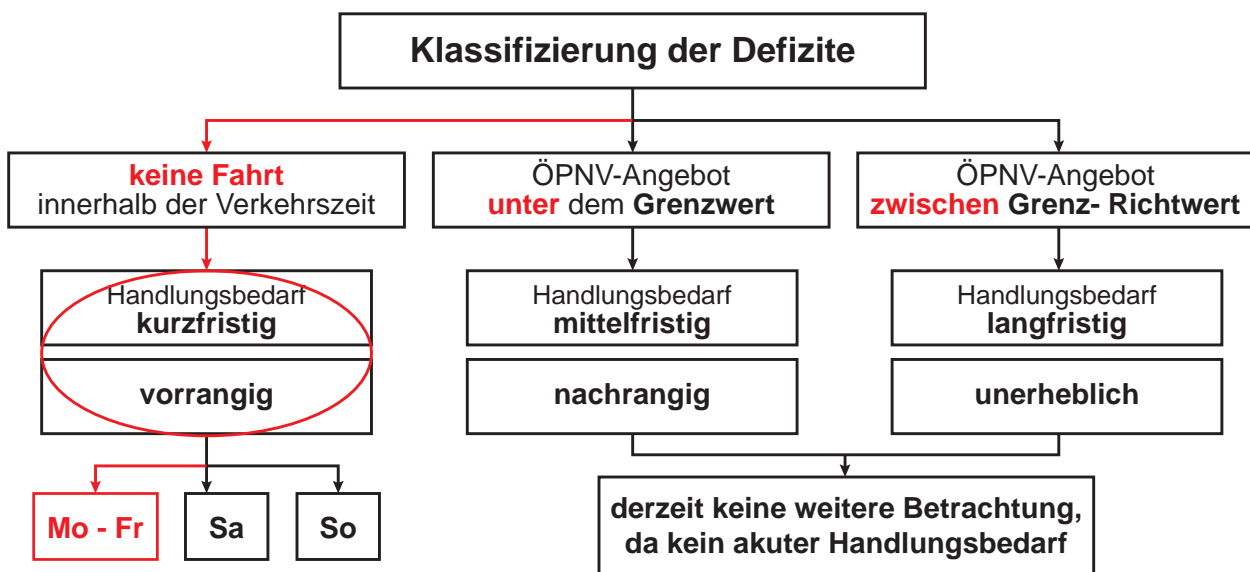 Klassifizierung der Defizite
keine Fahrt
innerhalb der Verkehrszeit
ÖPNV-Angebot
unter dem Grenzwert
ÖPNV-Angebot
zwischen Grenz- Richtwert
Handlungsbedarf
kurzfristig
Handlungsbedarf
mittelfristig
Handlungsbedarf
langfristig
vorrangig
nachrangig
unerheblich
Mo - Fr
Sa
So
derzeit keine weitere Betrachtung,
da kein akuter Handlungsbedarf